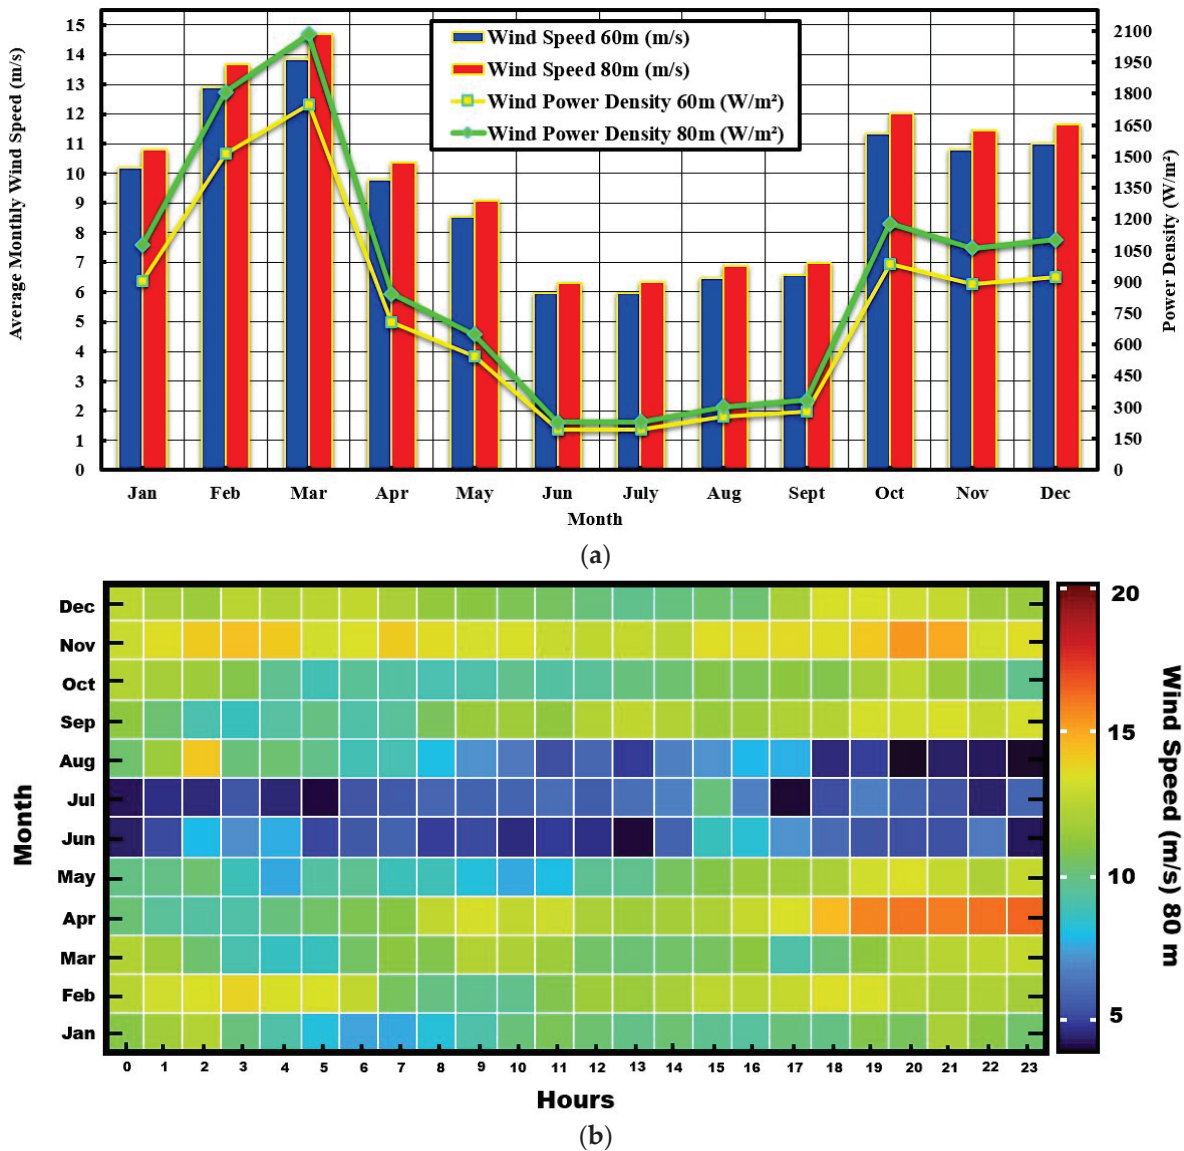 Wind Speed 60m (m/s)
Wind Speed 80m (m/s)
Wind Power Density 60m (W/m²)
Wind Power Density 80m (W/m²)
Average Monthly Wind Speed (m/s)
15
14
13
12
11
10
9
8
7
6
5
4
3
2
1
0
2100
1950
1800
1650
1500
1350
1200
1050
900
750
600
450
300
150
0
Power Density (W/m²)
Jan Feb Mar Apr May Jun July Aug Sept Oct Nov Dec
Month
(a)
Month
Dec
Nov
Oct
Sep
Aug
Jul
Jun
May
Apr
Mar
Feb
Jan
0 1 2 3 4 5 6 7 8 9 10 11 12 13 14 15 16 17 18 19 20 21 22 23
Hours
20
15
10
5
Wind Speed (m/s) 80 m
(b)